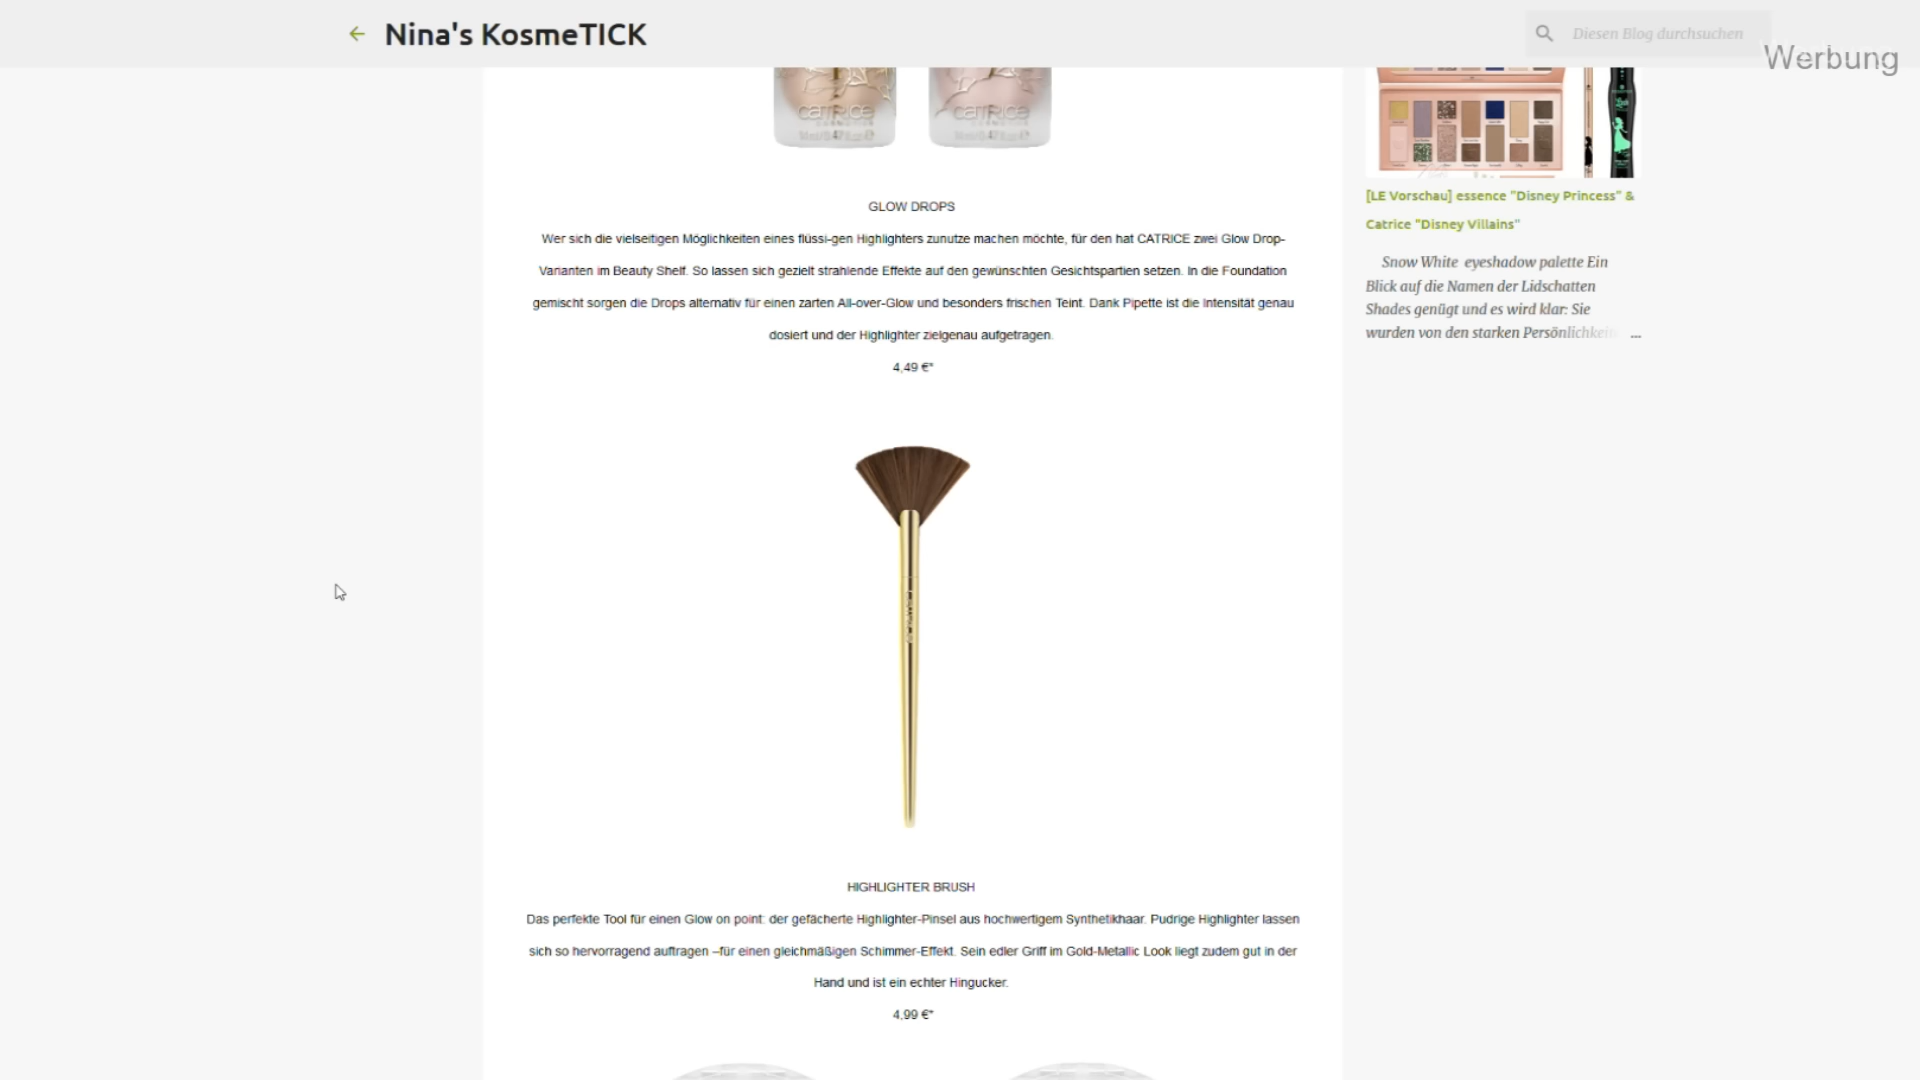 Nina's KosmeTICK
Diesen Blog durchsuchen
Werbung
CATRICE
CATRICE
GLOW DROPS
Wer sich die vielseitigen Möglichkeiten eines flüssi-gen Highlighters zunutze machen möchte, für den hat CATRICE zwei Glow Drop-
Varianten im Beauty Shelf. So lassen sich gezielt strahlende Effekte auf den gewünschten Gesichtspartien setzen. In die Foundation
gemischt sorgen die Drops alternativ für einen zarten All-over-Glow und besonders frischen Teint. Dank Pipette ist die Intensität genau
dosiert und der Highlighter zielgenau aufgetragen.
4,49 €*
HIGHLIGHTER BRUSH
Das perfekte Tool für einen Glow on point: der gefächerte Highlighter-Pinsel aus hochwertigem Synthetikhaar. Pudrige Highlighter lassen
sich so hervorragend auftragen –für einen gleichmäßigen Schimmer-Effekt. Sein edler Griff im Gold-Metallic Look liegt zudem gut in der
Hand und ist ein echter Hingucker.
4,99 €*
[LE Vorschau] essence "Disney Princess" &
Catrice "Disney Villains"
Snow White eyeshadow palette Ein
Blick auf die Namen der Lidschatten
Shades genügt und es wird klar: Sie
wurden von den starken Persönlichkeit ...